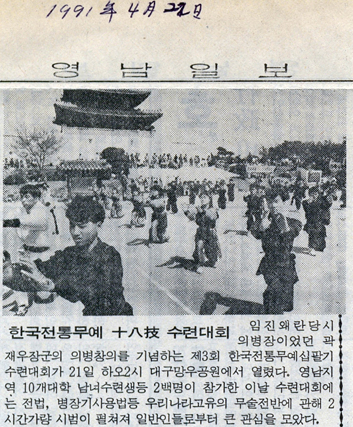 1991年 4月 22日
영남일보
한국전통무예 十八技 수련대회
임진왜란당시
의병장이었던 곽
재우장군의 의병창의를 기념하는 제3회 한국전통무예십팔기
수련대회가 21일 하오2시 대구망우공원에서 열렸다. 영남지
역 10개대학 남녀수련생등 2백명이 참가한 이날 수련대회에
는 전법, 병장기사용법등 우리나라고유의 무술전반에 관해 2
시간가량 시범이 펼쳐져 일반인들로부터 큰 관심을 모았다.